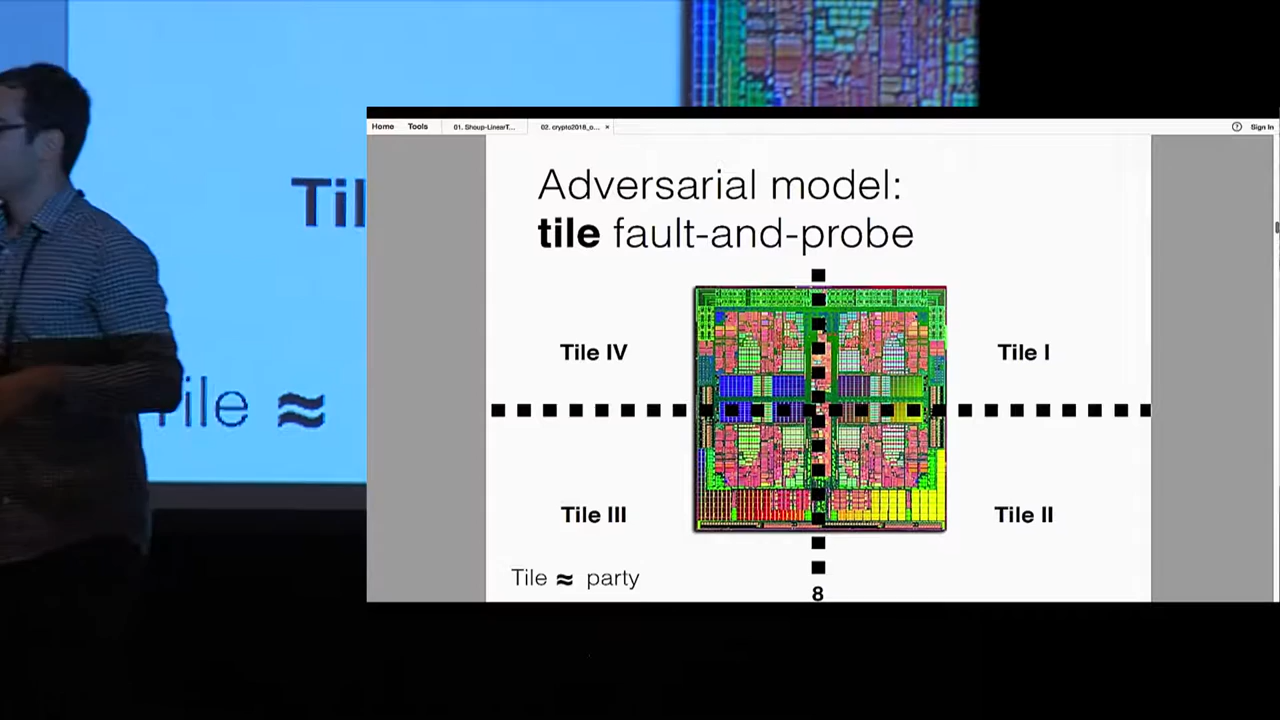 Til
Tile ≈
Home Tools 01. Shoup-LinearT... 02. crypto2018_o... × ? Sign In
Adversarial model:
tile fault-and-probe
Tile IV
Tile I
Tile III
Tile II
Tile ≈ party
8